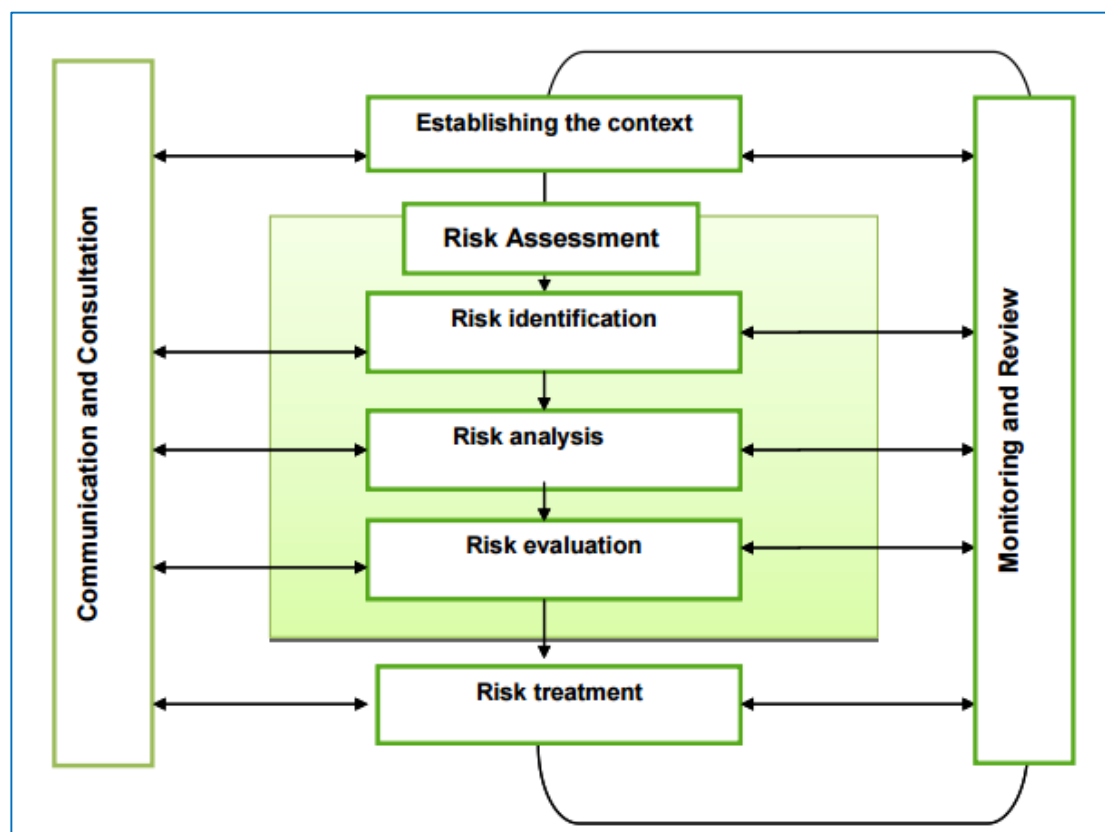 Establishing the context
Risk Assessment
Risk identification
Risk analysis
Risk evaluation
Risk treatment
Communication and Consultation
Monitoring and Review